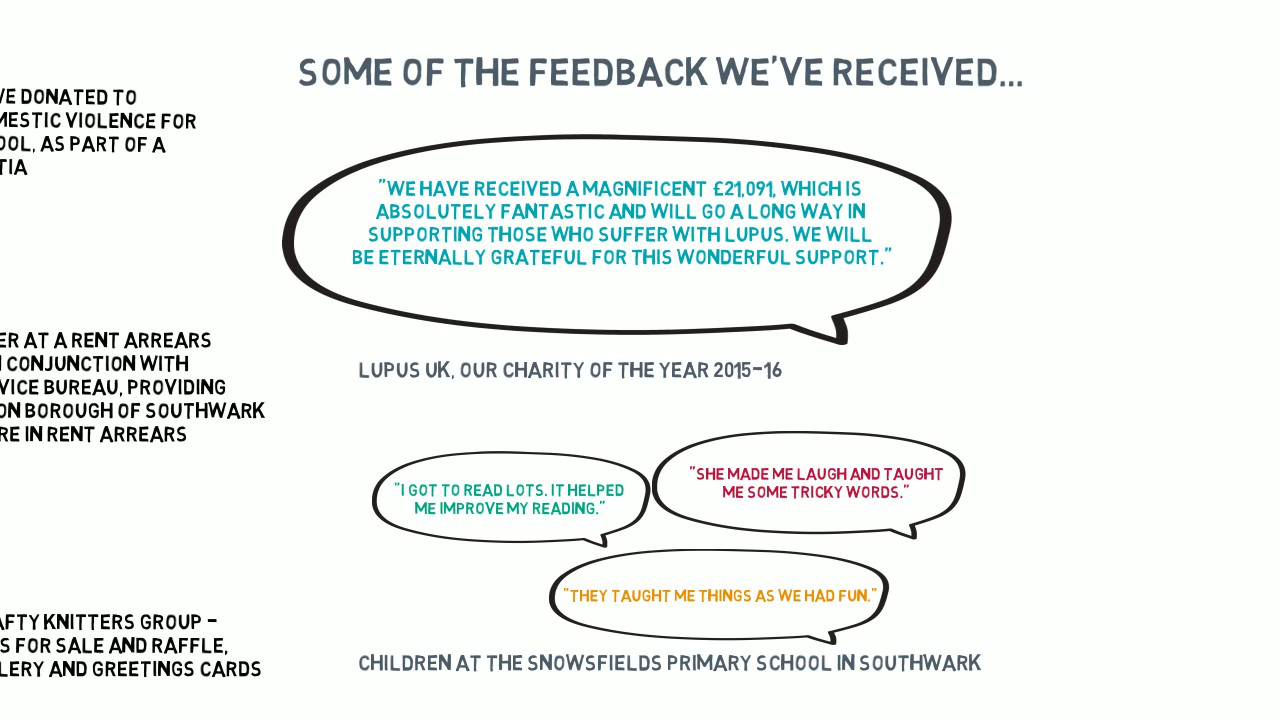 SOME OF THE FEEDBACK WE'VE RECEIVED...
VE DONATED TO
MESTIC VIOLENCE FOR
OOL, AS PART OF A
TIA
"WE HAVE RECEIVED A MAGNIFICENT £21,091, WHICH IS
ABSOLUTELY FANTASTIC AND WILL GO A LONG WAY IN
SUPPORTING THOSE WHO SUFFER WITH LUPUS. WE WILL
BE ETERNALLY GRATEFUL FOR THIS WONDERFUL SUPPORT."
LUPUS UK, OUR CHARITY OF THE YEAR 2015-16
ER AT A RENT ARREARS
CONJUNCTION WITH
VICE BUREAU, PROVIDING
ON BOROUGH OF SOUTHWARK
RE IN RENT ARREARS
"I GOT TO READ LOTS. IT HELPED
ME IMPROVE MY READING."
"SHE MADE ME LAUGH AND TAUGHT
ME SOME TRICKY WORDS."
"THEY TAUGHT ME THINGS AS WE HAD FUN."
CHILDREN AT THE SNOWSFIELDS PRIMARY SCHOOL IN SOUTHWARK
AFTY KNITTERS GROUP -
S FOR SALE AND RAFFLE,
LERY AND GREETINGS CARDS